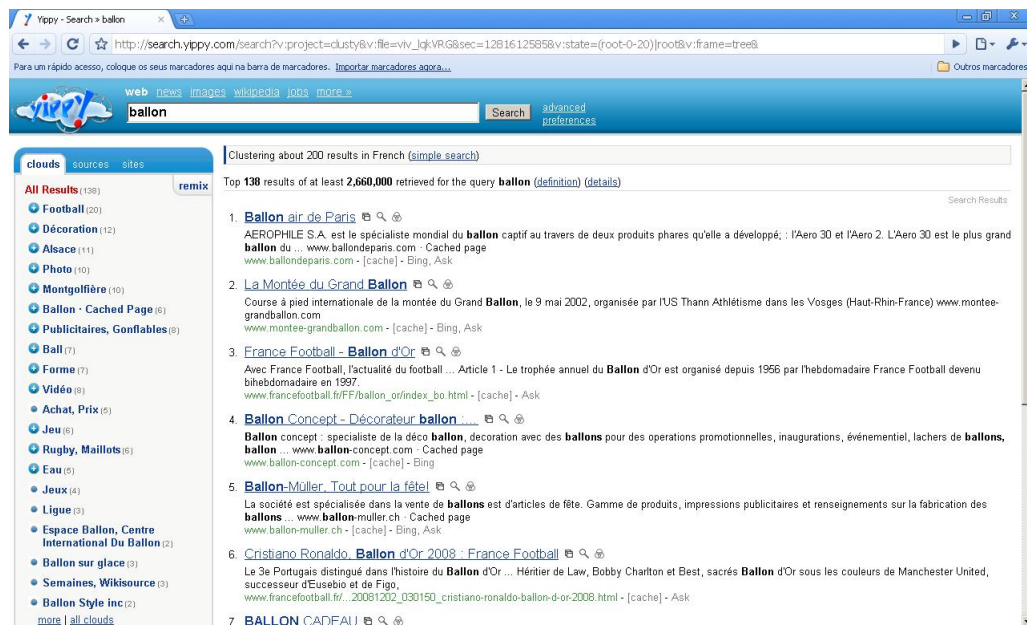 Yippy - Search » ballon
http://search.yippy.com/search?v:project=clusty&v:file=viv_lqkVRG&sec=1281612585&v:state=(root-0-20)|root&v:frame=tree&
Para um rápido acesso, coloque os seus marcadores aqui na barra de marcadores. Importar marcadores agora...
Outros marcadores
yippy!
web news images wikipedia jobs more »
ballon
Search
advanced
preferences
clouds sources sites
remix
All Results (138)
Football (20)
Décoration (12)
Alsace (11)
Photo (10)
Montgolfière (10)
Ballon · Cached Page (6)
Publicitaires, Gonflables (8)
Ball (7)
Forme (7)
Vidéo (8)
Achat, Prix (5)
Jeu (6)
Rugby, Maillots (6)
Eau (5)
Jeux (4)
Ligue (3)
Espace Ballon, Centre
International Du Ballon (2)
Ballon sur glace (3)
Semaines, Wikisource (3)
Ballon Style inc (2)
more | all clouds
Clustering about 200 results in French (simple search)
Top 138 results of at least 2,660,000 retrieved for the query ballon (definition) (details)
Search Results
1. Ballon air de Paris
AEROPHILE S.A. est le spécialiste mondial du ballon captif au travers de deux produits phares qu'elle a développé; : l'Aero 30 et l'Aero 2. L'Aero 30 est le plus grand
ballon du ... www.ballondeparis.com · Cached page
www.ballondeparis.com - [cache] - Bing, Ask
2. La Montée du Grand Ballon
Course à pied internationale de la montée du Grand Ballon, le 9 mai 2002, organisée par l'US Thann Athlétisme dans les Vosges (Haut-Rhin-France) www.montee-
grandballon.com
www.montee-grandballon.com - [cache] - Bing, Ask
3. France Football - Ballon d'Or
Avec France Football, l'actualité du football ... Article 1 - Le trophée annuel du Ballon d'Or est organisé depuis 1956 par l'hebdomadaire France Football devenu
bihebdomadaire en 1997.
www.francefootball.fr/FF/ballon_or/index_bo.html - [cache] - Ask
4. Ballon Concept - Décorateur ballon :...
Ballon concept : specialiste de la déco ballon, decoration avec des ballons pour des operations promotionnelles, inaugurations, événementiel, lachers de ballons,
ballon ... www.ballon-concept.com · Cached page
www.ballon-concept.com - [cache] - Bing
5. Ballon-Müller, Tout pour la fête!
La société est spécialisée dans la vente de ballons est d'articles de fête. Gamme de produits, impressions publicitaires et renseignements sur la fabrication des
ballons ... www.ballon-muller.ch · Cached page
www.ballon-muller.ch - [cache] - Bing, Ask
6. Cristiano Ronaldo, Ballon d'Or 2008 : France Football
Le 3e Portugais distingué dans l'histoire du Ballon d'Or ... Héritier de Law, Bobby Charlton et Best, sacrés Ballon d'Or sous les couleurs de Manchester United,
successeur d'Eusebio et de Figo,
www.francefootball.fr/...20081202_030150_cristiano-ronaldo-ballon-d-or-2008.html - [cache] - Ask
7. BALLON CADEAU